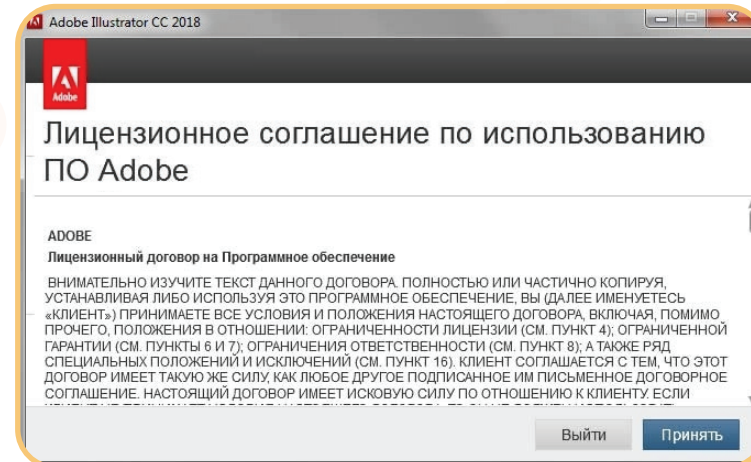 Adobe Illustrator CC 2018
Adobe
Лицензионное соглашение по использованию
ПО Adobe
ADOBE
Лицензионный договор на Программное обеспечение
ВНИМАТЕЛЬНО ИЗУЧИТЕ ТЕКСТ ДАННОГО ДОГОВОРА. ПОЛНОСТЬЮ ИЛИ ЧАСТИЧНО КОПИРУЯ,
УСТАНАВЛИВАЯ ЛИБО ИСПОЛЬЗУЯ ЭТО ПРОГРАММНОЕ ОБЕСПЕЧЕНИЕ, ВЫ (ДАЛЕЕ ИМЕНУЕТЕСЬ
«КЛИЕНТ») ПРИНИМАЕТЕ ВСЕ УСЛОВИЯ И ПОЛОЖЕНИЯ НАСТОЯЩЕГО ДОГОВОРА, ВКЛЮЧАЯ, ПОМИМО
ПРОЧЕГО, ПОЛОЖЕНИЯ В ОТНОШЕНИИ: ОГРАНИЧЕННОСТИ ЛИЦЕНЗИИ (СМ. ПУНКТ 4); ОГРАНИЧЕННОЙ
ГАРАНТИИ (СМ. ПУНКТЫ 6 И 7); ОГРАНИЧЕНИЯ ОТВЕТСТВЕННОСТИ (СМ. ПУНКТ 8); А ТАКЖЕ РЯД
СПЕЦИАЛЬНЫХ ПОЛОЖЕНИЙ И ИСКЛЮЧЕНИЙ (СМ. ПУНКТ 16). КЛИЕНТ СОГЛАШАЕТСЯ С ТЕМ, ЧТО ЭТОТ
ДОГОВОР ИМЕЕТ ТАКУЮ ЖЕ СИЛУ, КАК ЛЮБОЕ ДРУГОЕ ПОДПИСАННОЕ ИМ ПИСЬМЕННОЕ ДОГОВОРНОЕ
СОГЛАШЕНИЕ. НАСТОЯЩИЙ ДОГОВОР ИМЕЕТ ИСКОВУЮ СИЛУ ПО ОТНОШЕНИЮ К КЛИЕНТУ. ЕСЛИ
Выйти
Принять